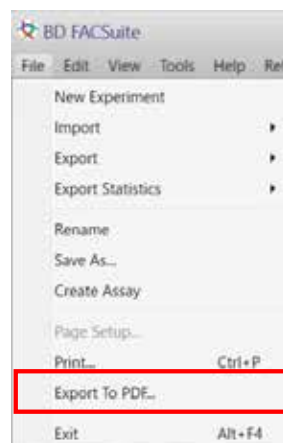 BD FACSuite
File Edit View Tools Help
New Experiment
Import
Export
Export Statistics
Rename
Save As...
Create Assay
Page Setup...
Print... Ctrl+P
Export To PDF...
Exit Alt+F4